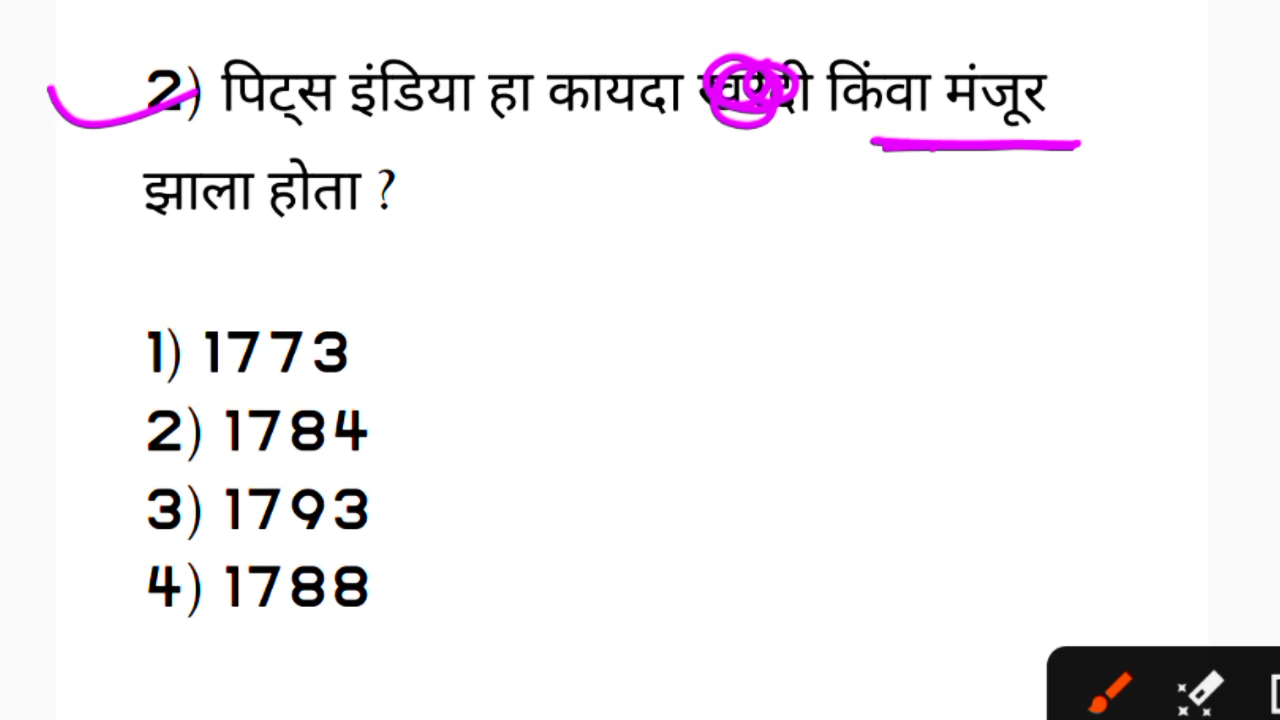 2) पिट्स इंडिया हा कायदा किंवा मंजूर
झाला होता ?
1) 1773
2) 1784
3) 1793
4) 1788